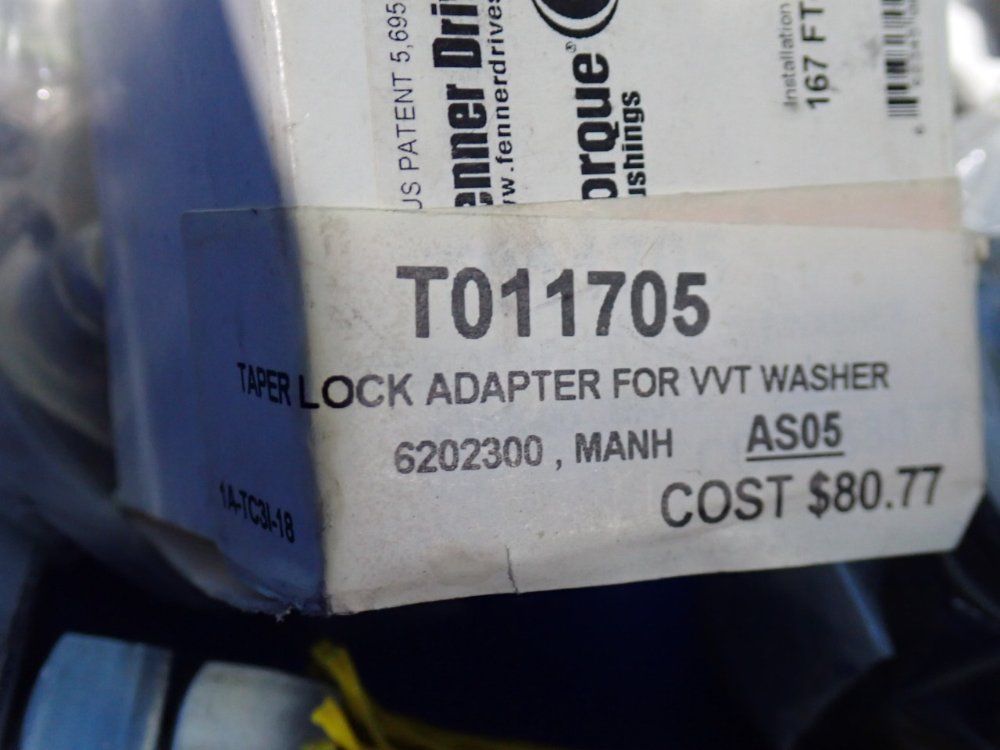 US PATENT 5,695
enner Dri
w.fennerdrives
orque®
ushings
Installation
167 FT
T011705
TAPER LOCK ADAPTER FOR VVT WASHER
6202300 , MANH AS05
COST $80.77
1A-TC3I-18